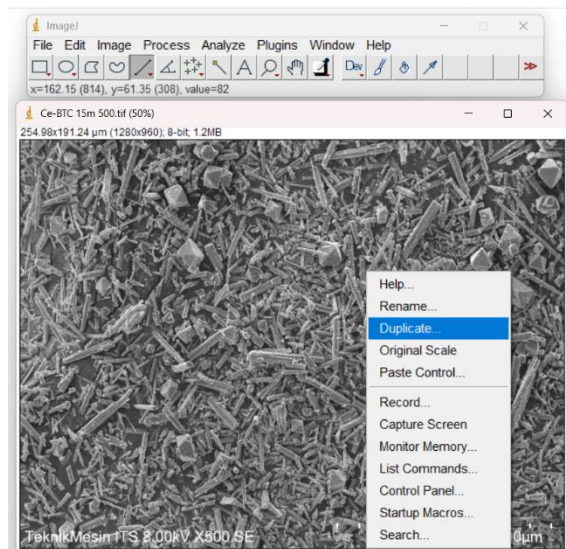 ImageJ
File Edit Image Process Analyze Plugins Window Help
A Dev
x=162.15 (814), y=61.35 (308), value=82
Ce-BTC 15m 500.tif (50%)
254.98x191.24 µm (1280x960); 8-bit; 1.2MB
Help...
Rename...
Duplicate...
Original Scale
Paste Control...
Record...
Capture Screen
Monitor Memory...
List Commands...
Control Panel...
Startup Macros...
Search...
TeknikMesin ITS 8.00kV X500 SE 0µm